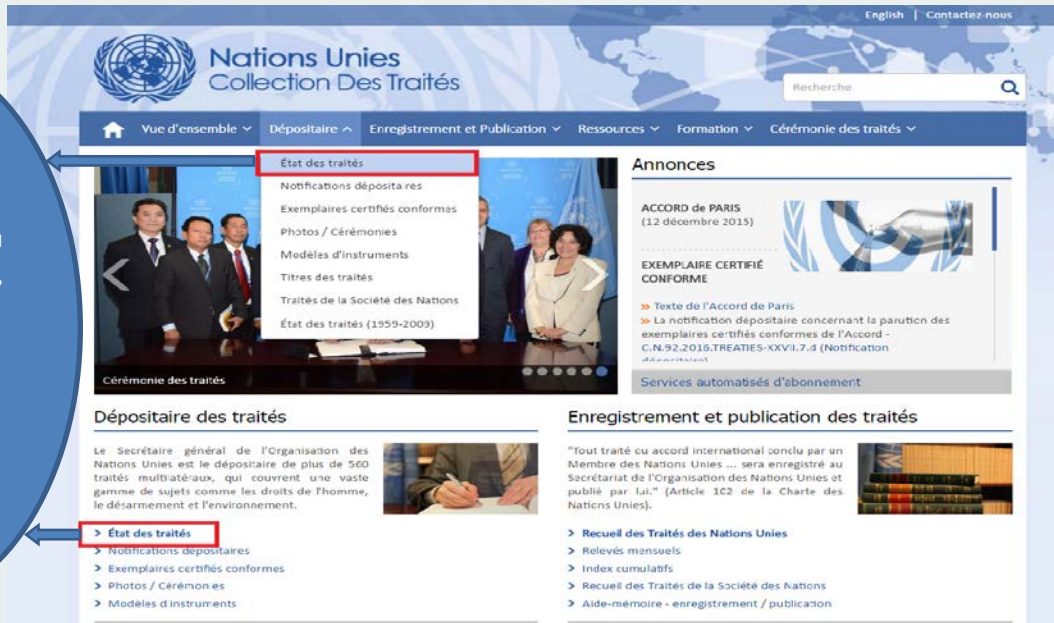 English | Contactez-nous
Nations Unies
Collection Des Traités
Recherche
Vue d'ensemble
Dépositaire
Enregistrement et Publication
Ressources
Formation
Cérémonie des traités
État des traités
Notifications déposita res
Exemplaires certifiés conformes
Photos / Cérémonies
Modèles d'instruments
Titres des traités
Traités de la Société des Nations
État des traités (1959-2009)
Cérémonie des traités
Annonces
ACCORD de PARIS
(12 décembre 2015)
EXEMPLAIRE CERTIFIÉ
CONFORME
» Texte de l'Accord de Paris
» La notification dépositaire concernant la parution des
exemplaires certifiés conformes de l'Accord -
C.N.92.2016.TREATIES-XXVII.7.d (Notification
dépositaire)
Services automatisés d'abonnement
Dépositaire des traités
Le Secrétaire général de l'Organisation des
Nations Unies est le dépositaire de plus de 560
traités multilatéraux, qui couvrent une vaste
gamme de sujets comme les droits de l'homme,
le désarmement et l'environnement.
> État des traités
> Notifications dépositaires
> Exemplaires certifiés conformes
> Photos / Cérémonies
> Modèles d'instruments
Enregistrement et publication des traités
"Tout traité ou accord international conclu par un
Membre des Nations Unies ... sera enregistré au
Secrétariat de l'Organisation des Nations Unies et
publié par lui." (Article 102 de la Charte des
Nations Unies).
> Recueil des Traités des Nations Unies
> Relevés mensuels
> Index cumulatifs
> Recueil des Traités de la Société des Nations
> Aide-mémoire - enregistrement / publication